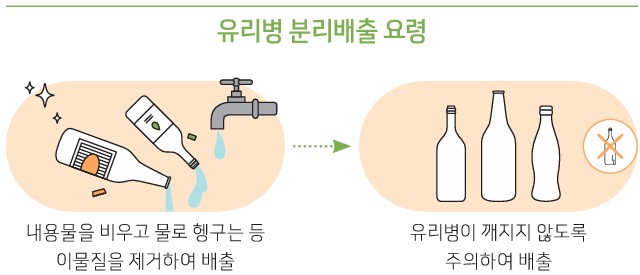 유리병 분리배출 요령
내용물을 비우고 물로 헹구는 등
이물질을 제거하여 배출
유리병이 깨지지 않도록
주의하여 배출